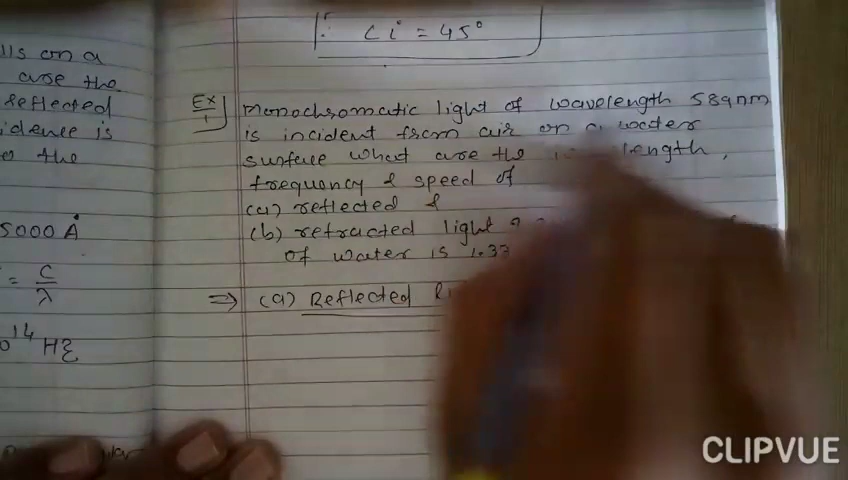 lls on a
are the
Reflected
idence is
the
5000 Å
= C/λ
0¹⁴ Hz
∴ ∠i = 45°
Ex 1
Monochromatic light of wavelength 589nm
is incident from air on a water
surface what are the length,
frequency & speed of
(a) reflected &
(b) refracted light ?
of water is 1.33
⇒ (a) Reflected
CLIPVUE